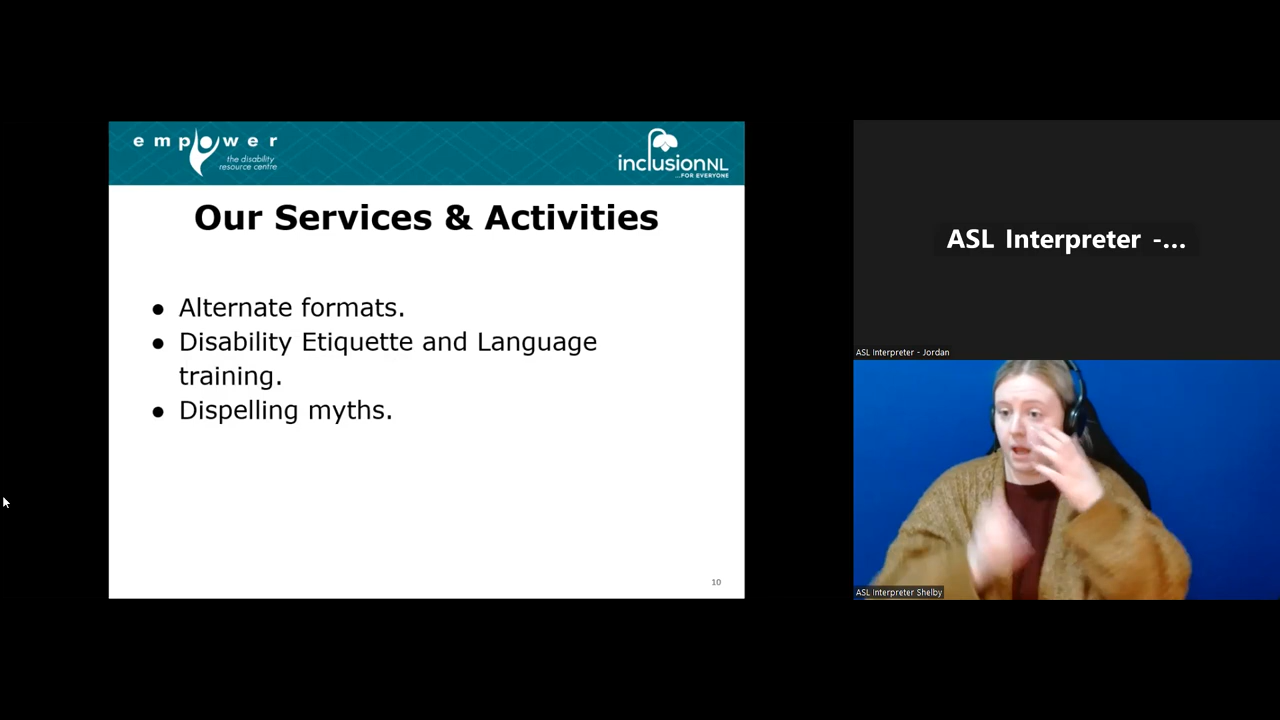 empower
the disability
resource centre
inclusionNL
...FOR EVERYONE
Our Services & Activities
● Alternate formats.
● Disability Etiquette and Language
training.
● Dispelling myths.
10
ASL Interpreter -...
ASL Interpreter - Jordan
ASL Interpreter Shelby